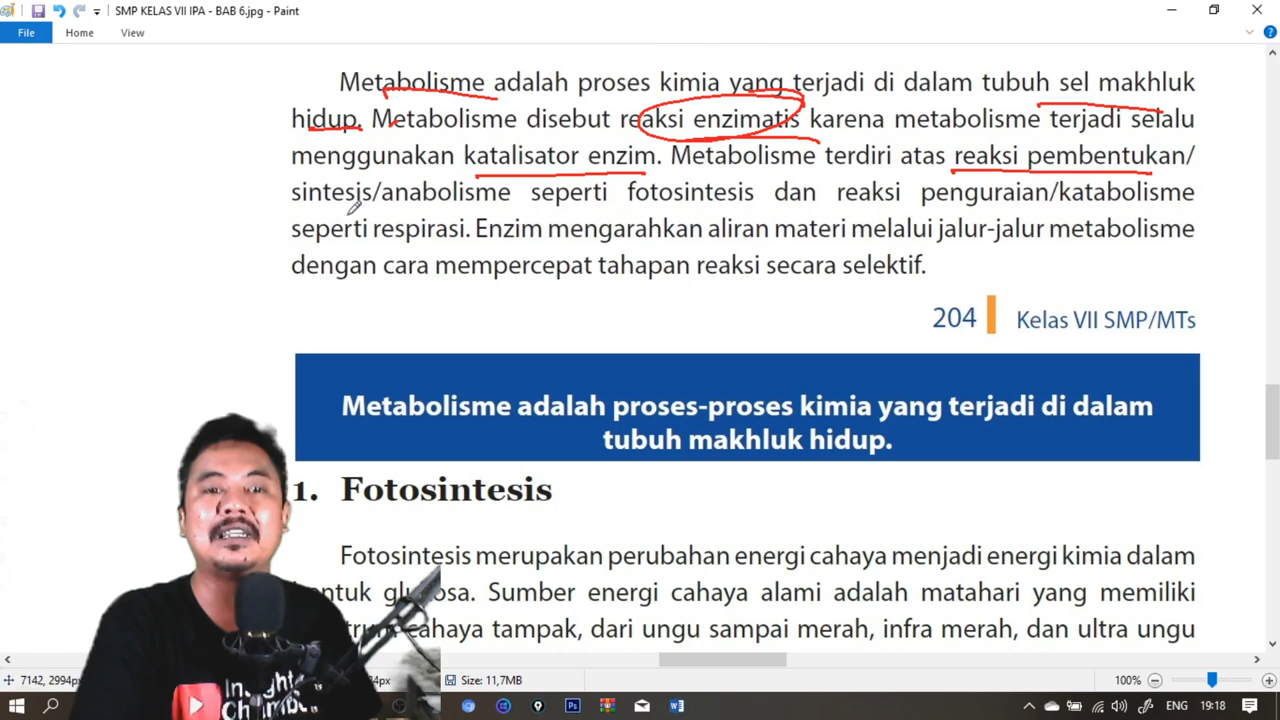 SMP KELAS VII IPA - BAB 6.jpg - Paint
File Home View
Metabolisme adalah proses kimia yang terjadi di dalam tubuh sel makhluk
hidup. Metabolisme disebut reaksi enzimatis karena metabolisme terjadi selalu
menggunakan katalisator enzim. Metabolisme terdiri atas reaksi pembentukan/
sintesis/anabolisme seperti fotosintesis dan reaksi penguraian/katabolisme
seperti respirasi. Enzim mengarahkan aliran materi melalui jalur-jalur metabolisme
dengan cara mempercepat tahapan reaksi secara selektif.
204 Kelas VII SMP/MTs
Metabolisme adalah proses-proses kimia yang terjadi di dalam
tubuh makhluk hidup.
1. Fotosintesis
Fotosintesis merupakan perubahan energi cahaya menjadi energi kimia dalam
Sumber energi cahaya alami adalah matahari yang memiliki
cahaya tampak, dari ungu sampai merah, infra merah, dan ultra ungu
7142, 2994px
Size: 11,7MB
100%
ENG 19:18